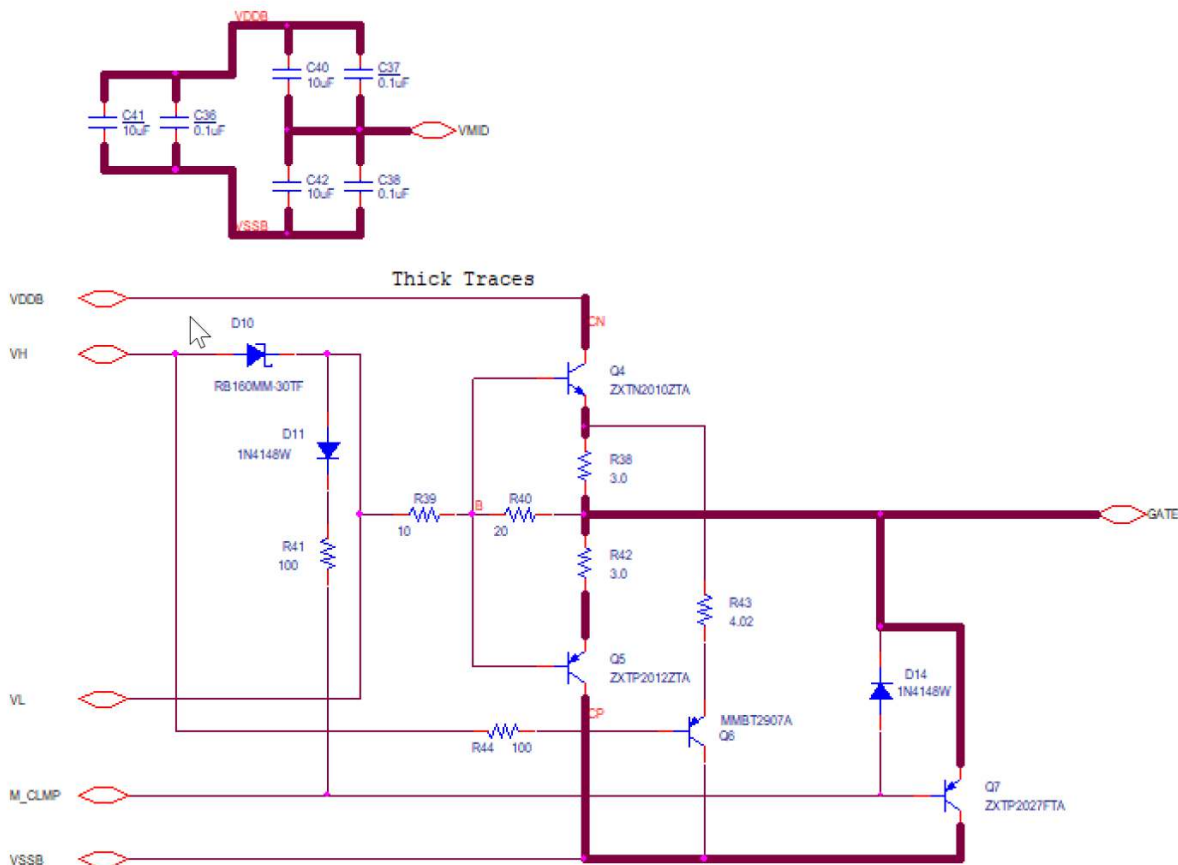 VDDB
C40
10uF
C37
0.1uF
C41
10uF
C36
0.1uF
VMID
C42
10uF
C38
0.1uF
VSSB
Thick Traces
VDDB
CN
D10
VH
Q4
ZXTN2010ZTA
RB160MM-30TF
D11
1N4148W
R38
3.0
R39
10
B
R40
20
GATE
R41
100
R42
3.0
R43
4.02
Q5
ZXTP2012ZTA
D14
1N4148W
VL
CP
MMBT2907A
Q6
R44
100
M_CLMP
Q7
ZXTP2027FTA
VSSB